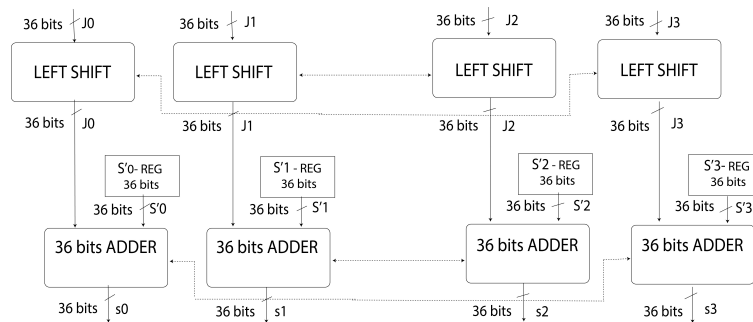 36 bits J0
36 bits J1
36 bits J2
36 bits J3
LEFT SHIFT
LEFT SHIFT
LEFT SHIFT
LEFT SHIFT
36 bits J0
36 bits J1
36 bits J2
36 bits J3
S'0- REG
36 bits
S'1 - REG
36 bits
S'2 - REG
36 bits
S'3- REG
36 bits
36 bits S'0
36 bits S'1
36 bits S'2
36 bits S'3
36 bits ADDER
36 bits ADDER
36 bits ADDER
36 bits ADDER
36 bits s0
36 bits s1
36 bits s2
36 bits s3